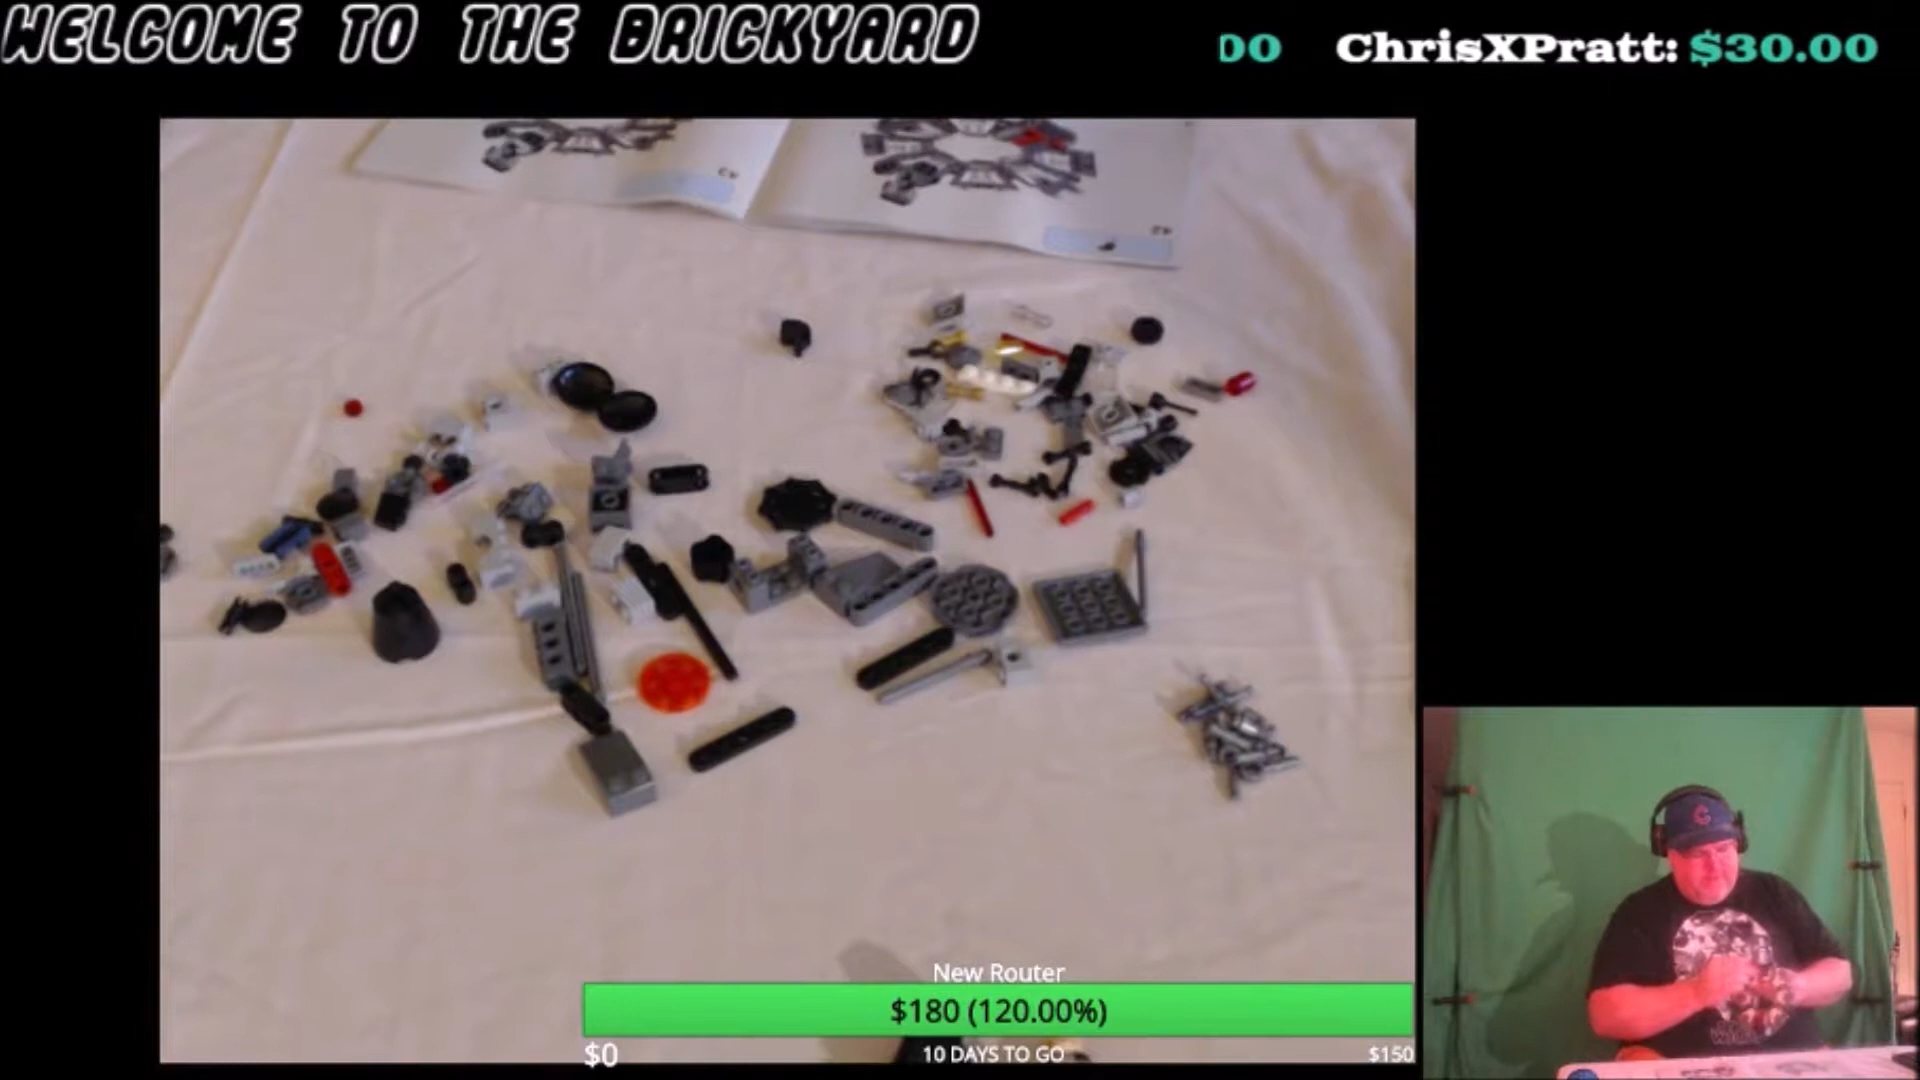 WELCOME TO THE BRICKYARD
DO ChrisXPratt: $30.00
New Router
$180 (120.00%)
$0 10 DAYS TO GO $150